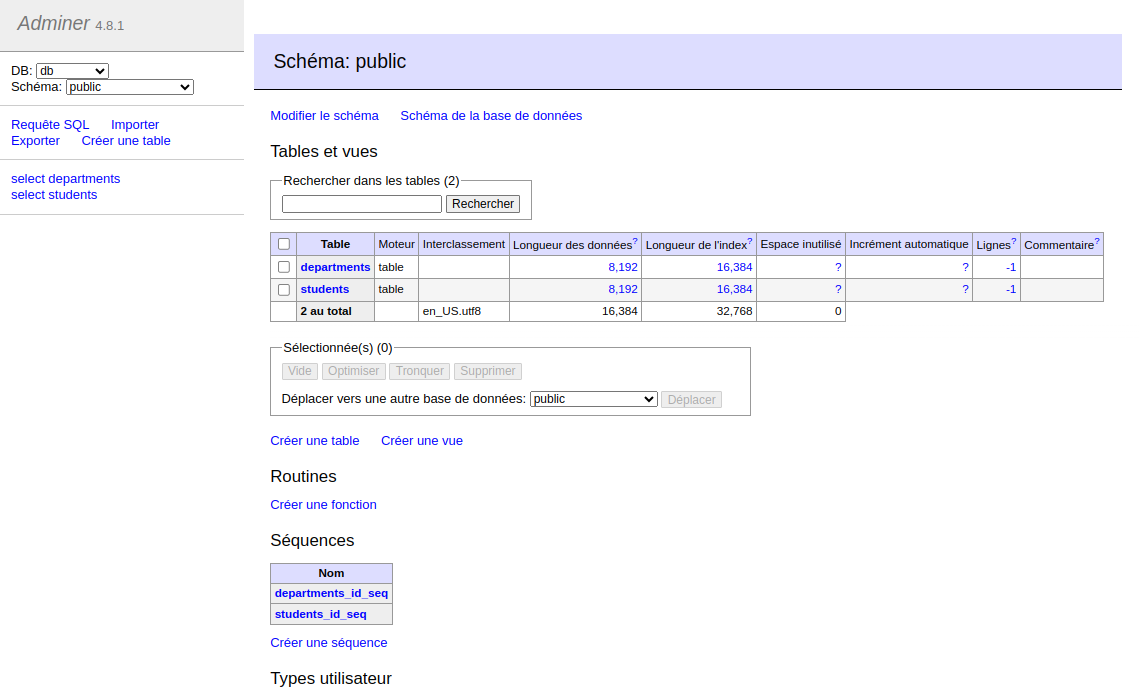 Adminer 4.8.1
DB: db
Schéma: public
Requête SQL Importer
Exporter Créer une table
select departments
select students
Schéma: public
Modifier le schéma Schéma de la base de données
Tables et vues
Rechercher dans les tables (2)
Rechercher
Table Moteur Interclassement Longueur des données? Longueur de l'index? Espace inutilisé Incrément automatique Lignes? Commentaire?
departments table 8,192 16,384 ? ? -1
students table 8,192 16,384 ? ? -1
2 au total en_US.utf8 16,384 32,768 0
Sélectionnée(s) (0)
Vide Optimiser Tronquer Supprimer
Déplacer vers une autre base de données: public Déplacer
Créer une table Créer une vue
Routines
Créer une fonction
Séquences
Nom
departments_id_seq
students_id_seq
Créer une séquence
Types utilisateur